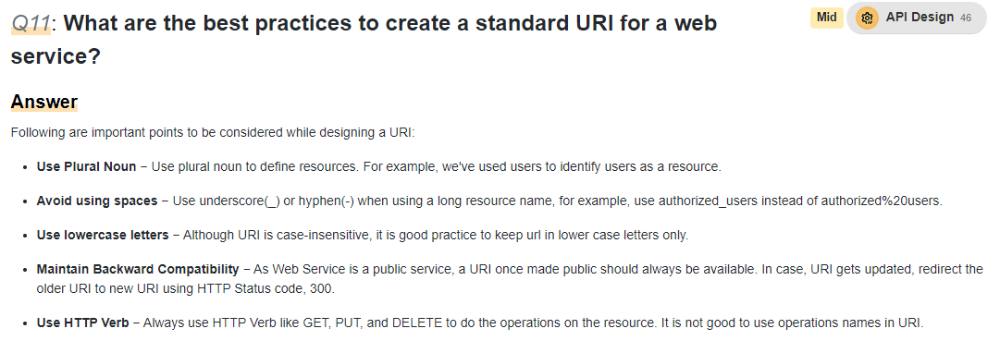 Q11: What are the best practices to create a standard URI for a web
service?
Mid
API Design 46
Answer
Following are important points to be considered while designing a URI:
• Use Plural Noun − Use plural noun to define resources. For example, we've used users to identify users as a resource.
• Avoid using spaces − Use underscore(_) or hyphen(-) when using a long resource name, for example, use authorized_users instead of authorized%20users.
• Use lowercase letters − Although URI is case-insensitive, it is good practice to keep url in lower case letters only.
• Maintain Backward Compatibility − As Web Service is a public service, a URI once made public should always be available. In case, URI gets updated, redirect the
older URI to new URI using HTTP Status code, 300.
• Use HTTP Verb − Always use HTTP Verb like GET, PUT, and DELETE to do the operations on the resource. It is not good to use operations names in URI.